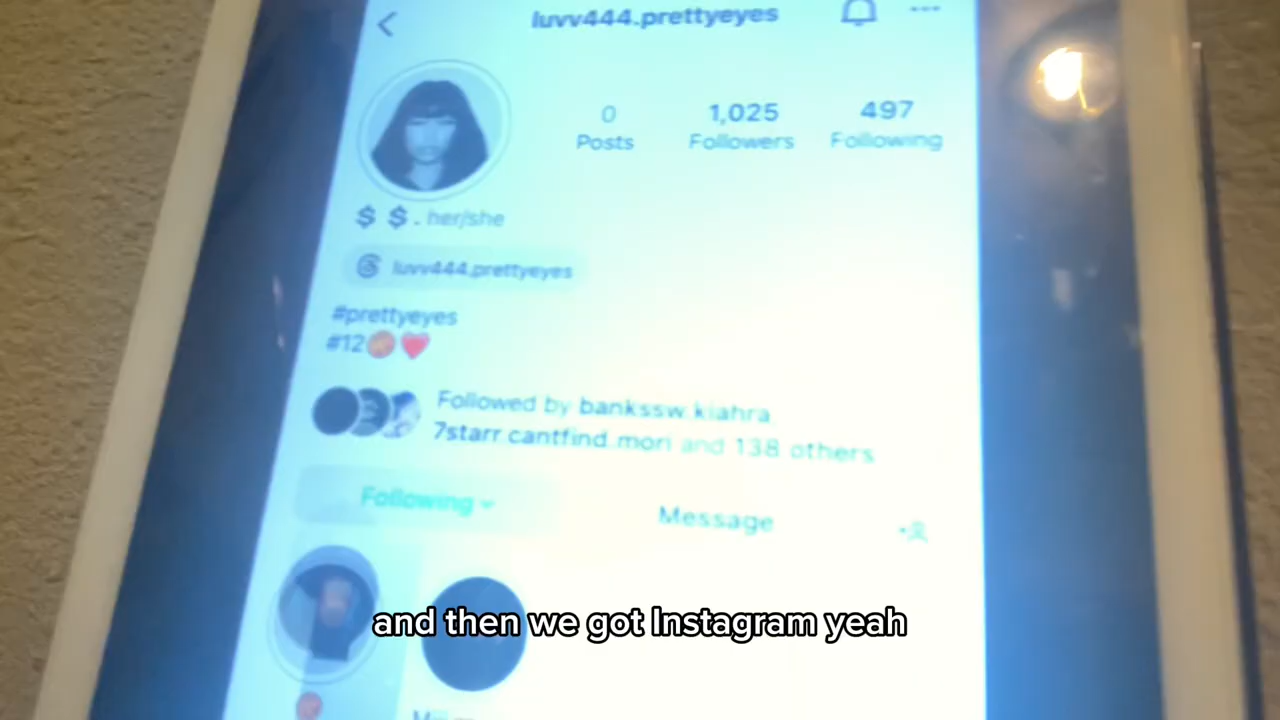 luvv444.prettyeyes
0 1,025 497
Posts Followers Following
$ $. her/she
luvv444.prettyeyes
#prettyeyes
#12
Followed by bankssw.kiahra
7starr.cantfind.mori and 138 others
Following
Message
and then we got Instagram yeah